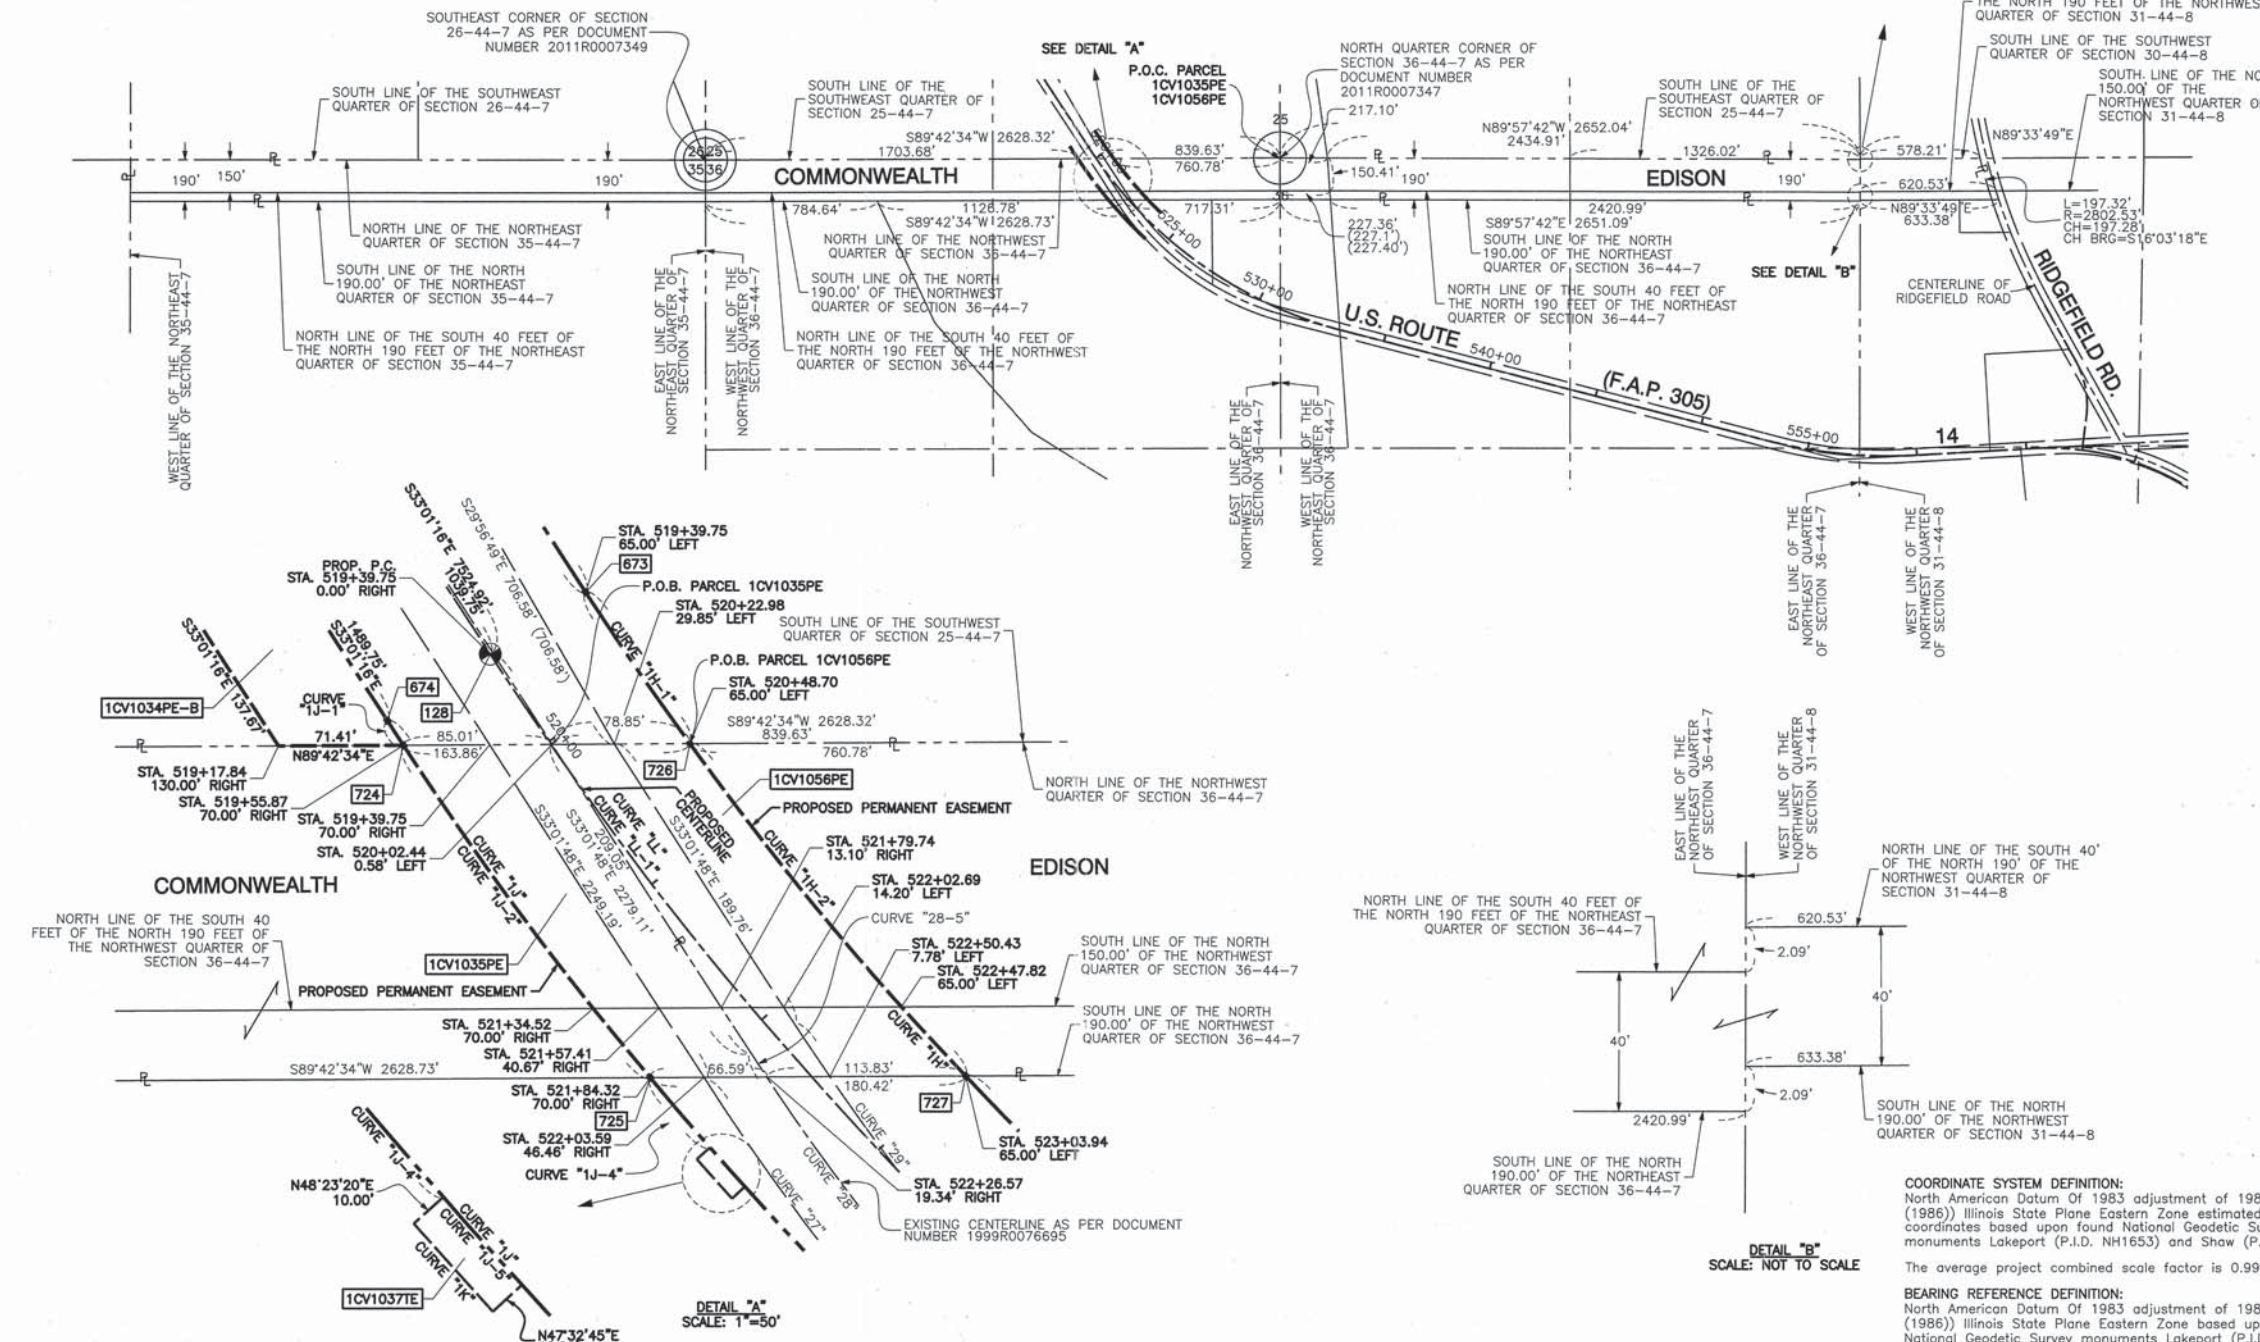 SOUTHEAST CORNER OF SECTION
26-44-7 AS PER DOCUMENT
NUMBER 2011R0007349
SEE DETAIL "A"
P.O.C. PARCEL
1CV1035PE
1CV1056PE
NORTH QUARTER CORNER OF
SECTION 36-44-7 AS PER
DOCUMENT NUMBER
2011R0007347
217.10'
THE NORTH 190 FEET OF THE NORTHWES
QUARTER OF SECTION 31-44-8
SOUTH LINE OF THE SOUTHWEST
QUARTER OF SECTION 30-44-8
SOUTH LINE OF THE NO
150.00' OF THE
NORTHWEST QUARTER O
SECTION 31-44-8
SOUTH LINE OF THE SOUTHEAST
QUARTER OF SECTION 26-44-7
SOUTH LINE OF THE
SOUTHWEST QUARTER OF
SECTION 25-44-7
SOUTH LINE OF THE
SOUTHEAST QUARTER OF
SECTION 25-44-7
S89°42'34"W 2628.32'
1703.68'
839.63'
760.78'
25
N89°57'42"W 2652.04'
2434.91'
1326.02'
578.21'
N89°33'49"E
26 25
35 36
190'
150'
190'
COMMONWEALTH
150.41'
190'
EDISON
190'
620.53'
784.64'
1126.78'
S89°42'34"W 2628.73'
717.31'
36
227.36'
(227.1')
(227.40')
2420.99'
S89°57'42"E 2651.09'
N89°33'49"E
633.38'
L=197.32'
R=2802.53'
CH=197.28'
CH BRG=S16°03'18"E
525+00
530+00
540+00
555+00
NORTH LINE OF THE NORTHEAST
QUARTER OF SECTION 35-44-7
SOUTH LINE OF THE NORTH
190.00' OF THE NORTHEAST
QUARTER OF SECTION 35-44-7
NORTH LINE OF THE SOUTH 40 FEET OF
THE NORTH 190 FEET OF THE NORTHEAST
QUARTER OF SECTION 35-44-7
NORTH LINE OF THE NORTHWEST
QUARTER OF SECTION 36-44-7
SOUTH LINE OF THE NORTH
190.00' OF THE NORTHWEST
QUARTER OF SECTION 36-44-7
NORTH LINE OF THE SOUTH 40 FEET OF
THE NORTH 190 FEET OF THE NORTHWEST
QUARTER OF SECTION 36-44-7
SOUTH LINE OF THE NORTH
190.00' OF THE NORTHEAST
QUARTER OF SECTION 36-44-7
NORTH LINE OF THE SOUTH 40 FEET OF
THE NORTH 190 FEET OF THE NORTHEAST
QUARTER OF SECTION 36-44-7
SEE DETAIL "B"
CENTERLINE OF
RIDGEFIELD ROAD
RIDGEFIELD RD.
U.S. ROUTE
(F.A.P. 305)
14
WEST LINE OF THE NORTHEAST
QUARTER OF SECTION 35-44-7
EAST LINE OF THE
NORTHEAST QUARTER OF
SECTION 35-44-7
WEST LINE OF THE
NORTHWEST QUARTER OF
SECTION 36-44-7
EAST LINE OF THE
NORTHWEST QUARTER OF
SECTION 36-44-7
WEST LINE OF THE
NORTHEAST QUARTER OF
SECTION 36-44-7
EAST LINE OF THE
NORTHEAST QUARTER
OF SECTION 36-44-7
WEST LINE OF THE
NORTHWEST QUARTER
OF SECTION 31-44-8
S33°01'16"E 7524.92'
1039.75'
S29°56'49"E 706.58' (706.58')
STA. 519+39.75
65.00' LEFT
673
PROP. P.C.
STA. 519+39.75
0.00' RIGHT
P.O.B. PARCEL 1CV1035PE
STA. 520+22.98
29.85' LEFT
SOUTH LINE OF THE SOUTHWEST
QUARTER OF SECTION 25-44-7
CURVE "1H-1"
P.O.B. PARCEL 1CV1056PE
STA. 520+48.70
65.00' LEFT
S33°01'16"E 137.67'
1489.75'
S33°01'16"E
1CV1034PE-B
CURVE
"1J-1"
674
128
71.41'
N89°42'34"E
85.01'
163.86'
520+00
78.85'
S89°42'34"W 2628.32'
839.63'
760.78'
STA. 519+17.84
130.00' RIGHT
STA. 519+55.87
70.00' RIGHT
724
STA. 519+39.75
70.00' RIGHT
STA. 520+02.44
0.58' LEFT
726
1CV1056PE
NORTH LINE OF THE NORTHWEST
QUARTER OF SECTION 36-44-7
PROPOSED
CENTERLINE
PROPOSED PERMANENT EASEMENT
CURVE "LL"
CURVE "LL-1"
209.05'
S33°01'48"E 2279.11'
S33°01'48"E 2249.19'
S33°01'48"E 189.76'
CURVE "1H-2"
STA. 521+79.74
13.10' RIGHT
STA. 522+02.69
14.20' LEFT
CURVE "28-5"
STA. 522+50.43
7.78' LEFT
STA. 522+47.82
65.00' LEFT
CURVE "1J"
CURVE "1J-2"
COMMONWEALTH
EDISON
NORTH LINE OF THE SOUTH 40
FEET OF THE NORTH 190 FEET OF
THE NORTHWEST QUARTER OF
SECTION 36-44-7
1CV1035PE
PROPOSED PERMANENT EASEMENT
SOUTH LINE OF THE NORTH
150.00' OF THE NORTHWEST
QUARTER OF SECTION 36-44-7
SOUTH LINE OF THE NORTH
190.00' OF THE NORTHWEST
QUARTER OF SECTION 36-44-7
STA. 521+34.52
70.00' RIGHT
STA. 521+57.41
40.67' RIGHT
CURVE "1H"
S89°42'34"W 2628.73'
66.59'
113.83'
180.42'
STA. 521+84.32
70.00' RIGHT
725
727
STA. 522+03.59
46.46' RIGHT
CURVE "1J-4"
STA. 523+03.94
65.00' LEFT
STA. 522+26.57
19.34' RIGHT
CURVE "29"
CURVE "28"
CURVE "27"
EXISTING CENTERLINE AS PER DOCUMENT
NUMBER 1999R0076695
CURVE "1J-4"
N48°23'20"E
10.00'
CURVE "1J"
CURVE "1J-5"
CURVE "1K"
1CV1037TE
N47°32'45"E
DETAIL "A"
SCALE: 1"=50'
EAST LINE OF THE
NORTHEAST QUARTER
OF SECTION 36-44-7
WEST LINE OF THE
NORTHWEST QUARTER
OF SECTION 31-44-8
NORTH LINE OF THE SOUTH 40'
OF THE NORTH 190' OF THE
NORTHWEST QUARTER OF
SECTION 31-44-8
NORTH LINE OF THE SOUTH 40 FEET OF
THE NORTH 190 FEET OF THE NORTHEAST
QUARTER OF SECTION 36-44-7
620.53'
2.09'
40'
40'
633.38'
2.09'
2420.99'
SOUTH LINE OF THE NORTH
190.00' OF THE NORTHWEST
QUARTER OF SECTION 31-44-8
SOUTH LINE OF THE NORTH
190.00' OF THE NORTHEAST
QUARTER OF SECTION 36-44-7
DETAIL "B"
SCALE: NOT TO SCALE
COORDINATE SYSTEM DEFINITION:
North American Datum Of 1983 adjustment of 198
(1986)) Illinois State Plane Eastern Zone estimated
coordinates based upon found National Geodetic Su
monuments Lakeport (P.I.D. NH1653) and Shaw (P.
The average project combined scale factor is 0.99
BEARING REFERENCE DEFINITION:
North American Datum Of 1983 adjustment of 198
(1986)) Illinois State Plane Eastern Zone based up
National Geodetic Survey monuments Lakeport (P.I.